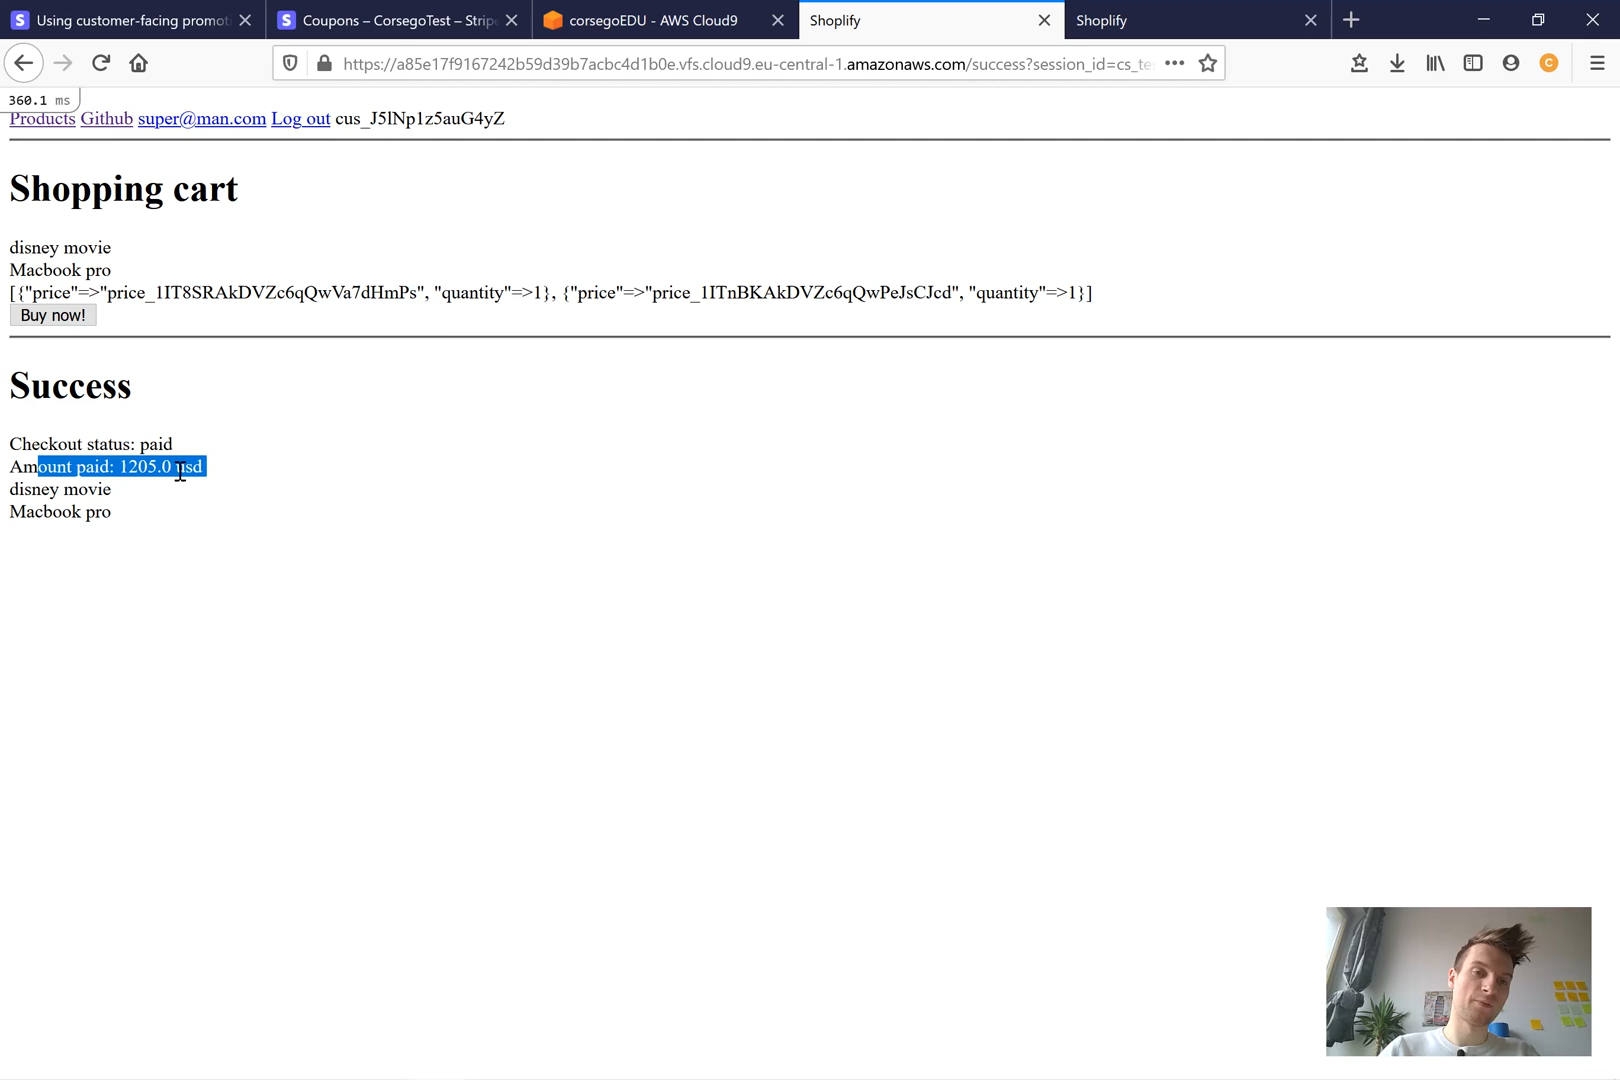 Using customer-facing promoti
Coupons – CorsegoTest – Stripe
corsegoEDU - AWS Cloud9
Shoplify
Shoplify
https://a85e17f9167242b59d39b7acbc4d1b0e.vfs.cloud9.eu-central-1.amazonaws.com/success?session_id=cs_te
C
360.1 ms
Products Github super@man.com Log out cus_J5lNp1z5auG4yZ
Shopping cart
disney movie
Macbook pro
[{"price"=>"price_1IT8SRAkDVZc6qQwVa7dHmPs", "quantity"=>1}, {"price"=>"price_1ITnBKAkDVZc6qQwPeJsCJcd", "quantity"=>1}]
Buy now!
Success
Checkout status: paid
Amount paid: 1205.0 usd
disney movie
Macbook pro